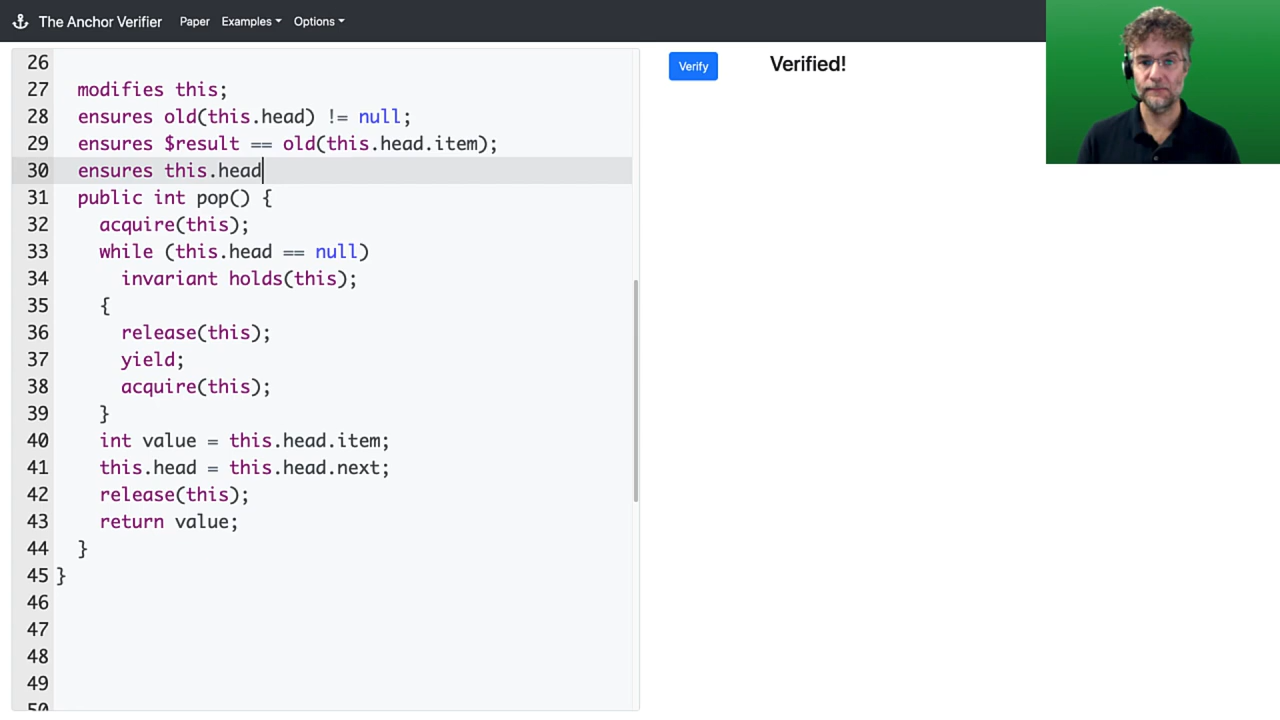 The Anchor Verifier Paper Examples Options
26
27 modifies this;
28 ensures old(this.head) != null;
29 ensures $result == old(this.head.item);
30 ensures this.head
31 public int pop() {
32 acquire(this);
33 while (this.head == null)
34 invariant holds(this);
35 {
36 release(this);
37 yield;
38 acquire(this);
39 }
40 int value = this.head.item;
41 this.head = this.head.next;
42 release(this);
43 return value;
44 }
45 }
46
47
48
49
50
Verify Verified!